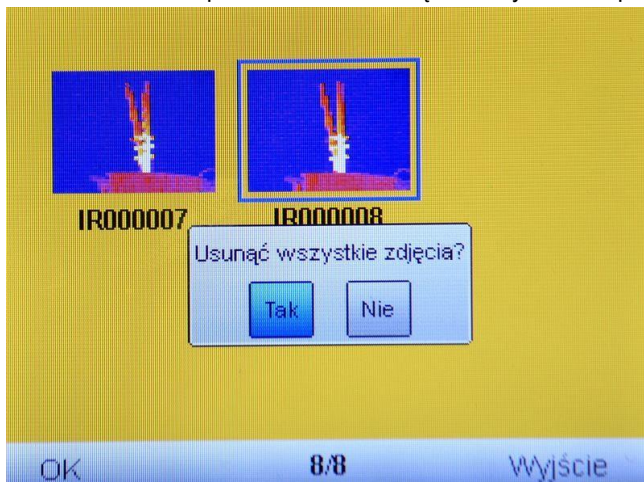 IR000007 IR000008
Usunąć wszystkie zdjęcia?
Tak Nie
OK 8/8 Wyjście